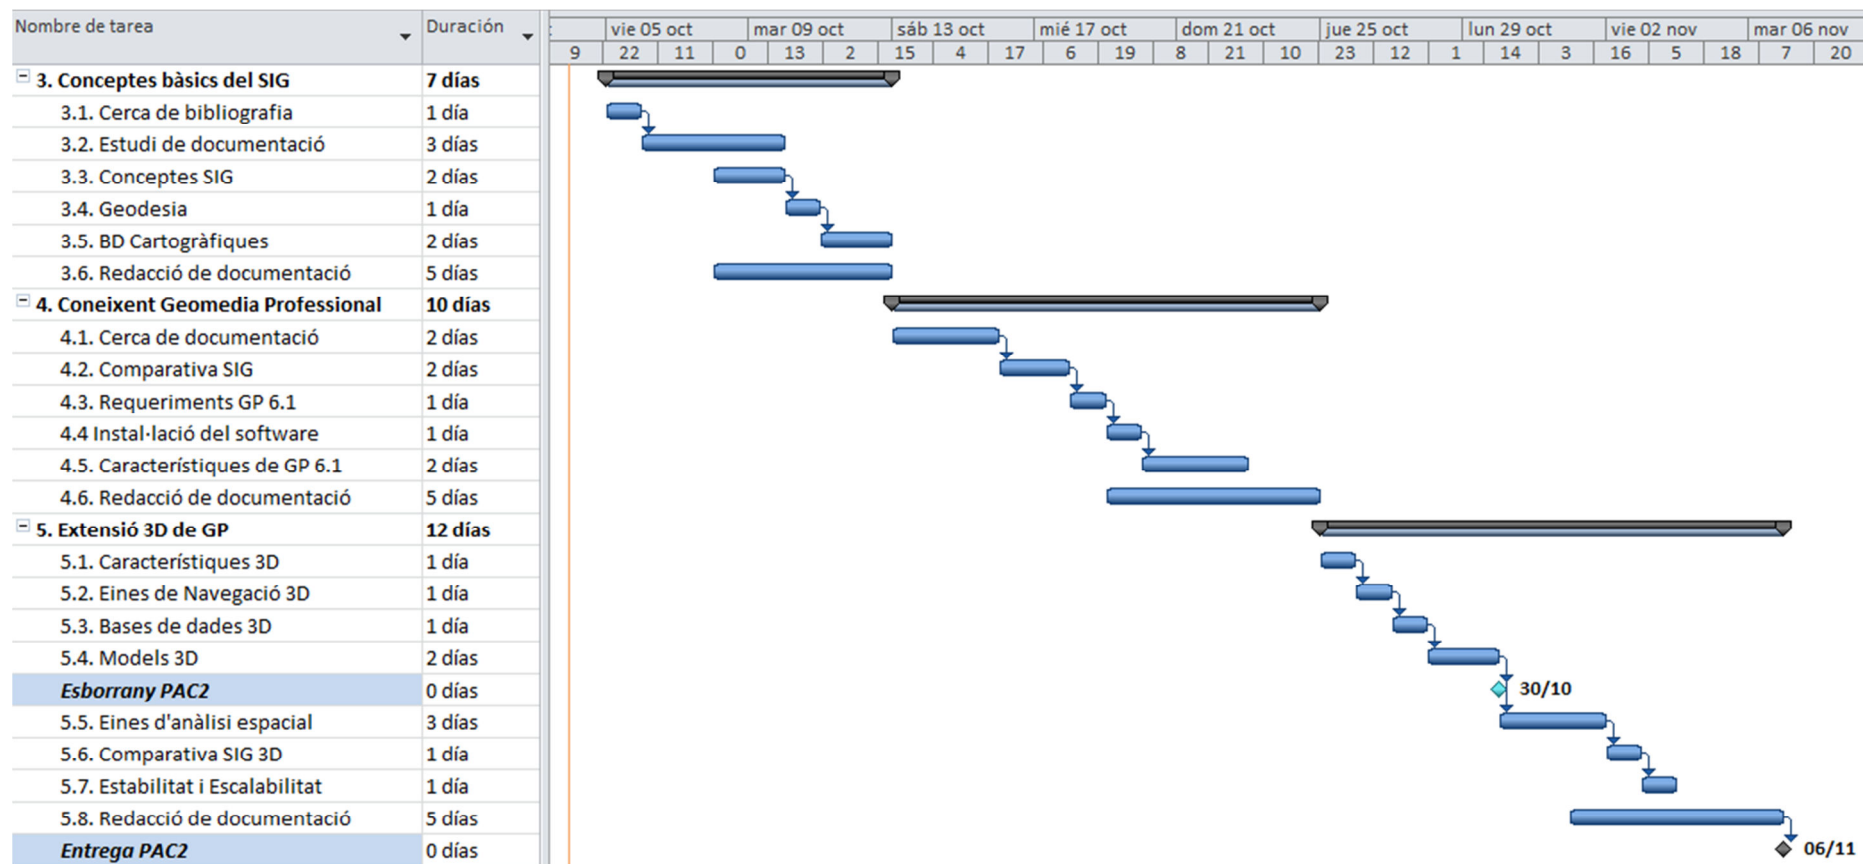 Nombre de tarea Duración
vie 05 oct mar 09 oct sáb 13 oct mié 17 oct dom 21 oct jue 25 oct lun 29 oct vie 02 nov mar 06 nov
9 22 11 0 13 2 15 4 17 6 19 8 21 10 23 12 1 14 3 16 5 18 7 20
3. Conceptes bàsics del SIG 7 días
3.1. Cerca de bibliografia 1 día
3.2. Estudi de documentació 3 días
3.3. Conceptes SIG 2 días
3.4. Geodesia 1 día
3.5. BD Cartogràfiques 2 días
3.6. Redacció de documentació 5 días
4. Coneixent Geomedia Professional 10 días
4.1. Cerca de documentació 2 días
4.2. Comparativa SIG 2 días
4.3. Requeriments GP 6.1 1 día
4.4 Instal·lació del software 1 día
4.5. Característiques de GP 6.1 2 días
4.6. Redacció de documentació 5 días
5. Extensió 3D de GP 12 días
5.1. Característiques 3D 1 día
5.2. Eines de Navegació 3D 1 día
5.3. Bases de dades 3D 1 día
5.4. Models 3D 2 días
Esborrany PAC2 0 días 30/10
5.5. Eines d'anàlisi espacial 3 días
5.6. Comparativa SIG 3D 1 día
5.7. Estabilitat i Escalabilitat 1 día
5.8. Redacció de documentació 5 días
Entrega PAC2 0 días 06/11